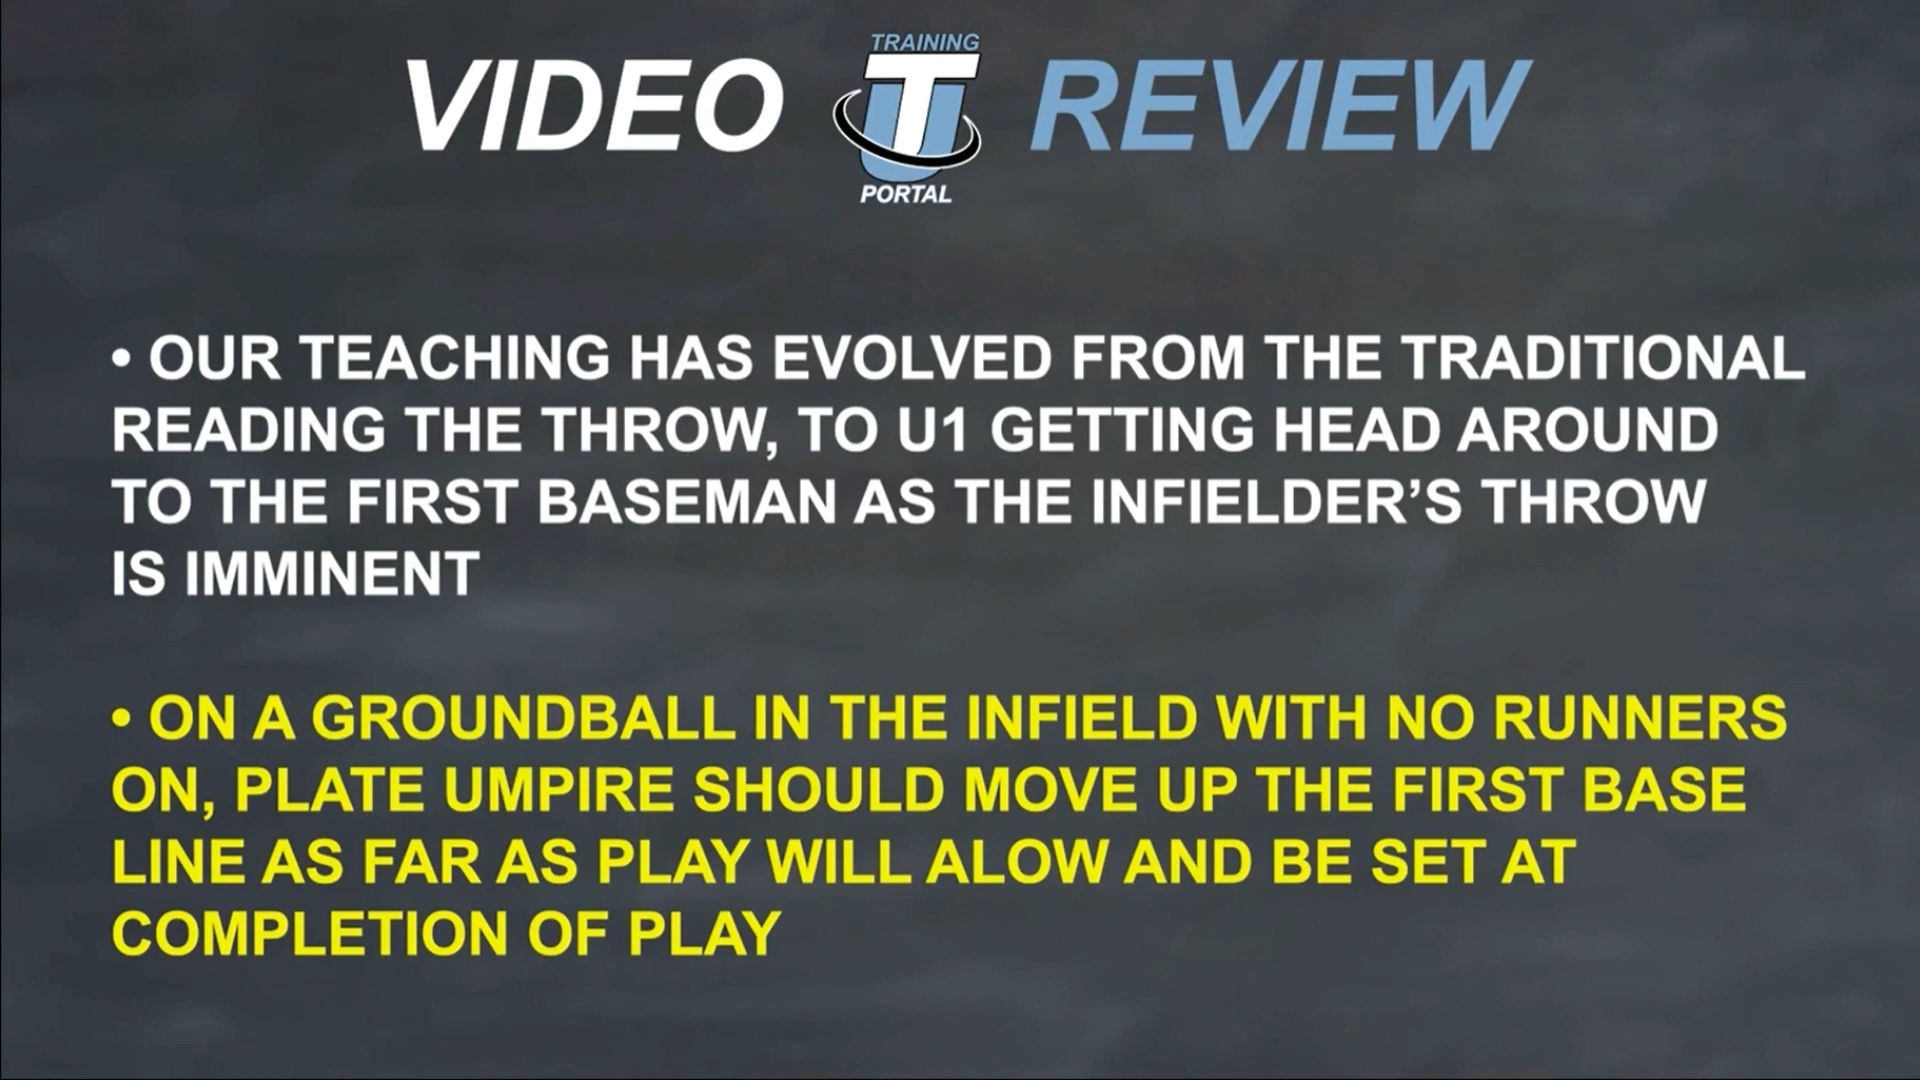 VIDEO TRAINING UT PORTAL REVIEW
• OUR TEACHING HAS EVOLVED FROM THE TRADITIONAL
READING THE THROW, TO U1 GETTING HEAD AROUND
TO THE FIRST BASEMAN AS THE INFIELDER’S THROW
IS IMMINENT
• ON A GROUNDBALL IN THE INFIELD WITH NO RUNNERS
ON, PLATE UMPIRE SHOULD MOVE UP THE FIRST BASE
LINE AS FAR AS PLAY WILL ALOW AND BE SET AT
COMPLETION OF PLAY